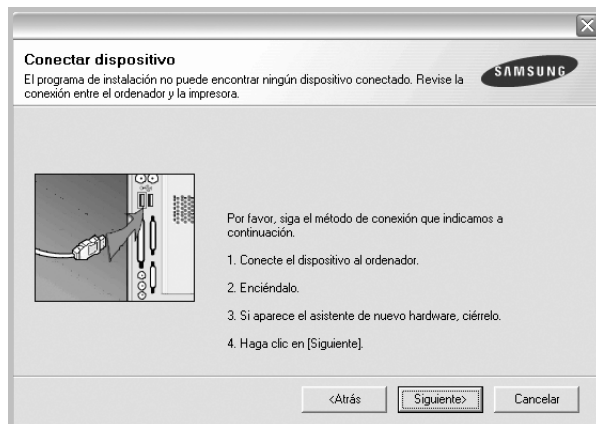 Conectar dispositivo
El programa de instalación no puede encontrar ningún dispositivo conectado. Revise la
conexión entre el ordenador y la impresora.
SAMSUNG
Por favor, siga el método de conexión que indicamos a
continuación.
1. Conecte el dispositivo al ordenador.
2. Enciéndalo.
3. Si aparece el asistente de nuevo hardware, ciérrelo.
4. Haga clic en [Siguiente].
<Atrás
Siguiente>
Cancelar